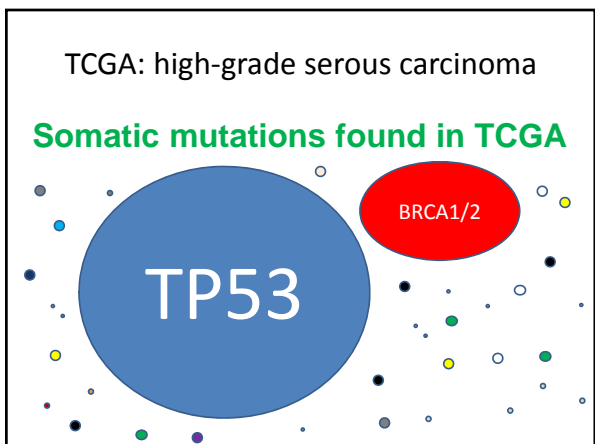 TCGA: high-grade serous carcinoma
Somatic mutations found in TCGA
BRCA1/2
TP53